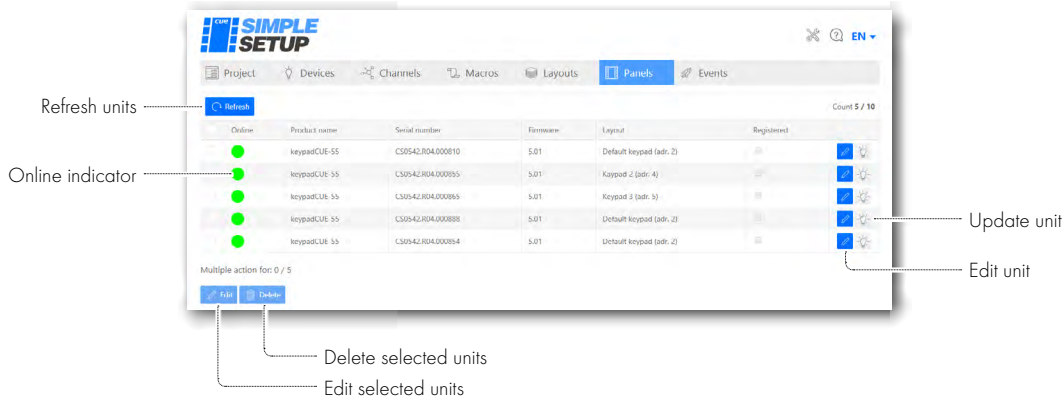 CUE SIMPLE
SETUP
EN
Project Devices Channels Macros Layouts Panels Events
Refresh units
Refresh
Count 5 / 10
Online Product name Serial number Firmware Layout Registered
keypadCUE-55 CS0542.R04.000810 5.01 Default keypad (adr. 2)
Online indicator
keypadCUE-55 CS0542.R04.000855 5.01 Kaypad 2 (adr. 4)
keypadCUE-55 CS0542.R04.000865 5.01 Keypad 3 (adr. 5)
keypadCUE-55 CS0542.R04.000888 5.01 Default keypad (adr. 2)
Update unit
keypadCUE-55 CS0542.R04.000854 5.01 Default keypad (adr. 2)
Edit unit
Multiple action for: 0 / 5
Edit Delete
Delete selected units
Edit selected units